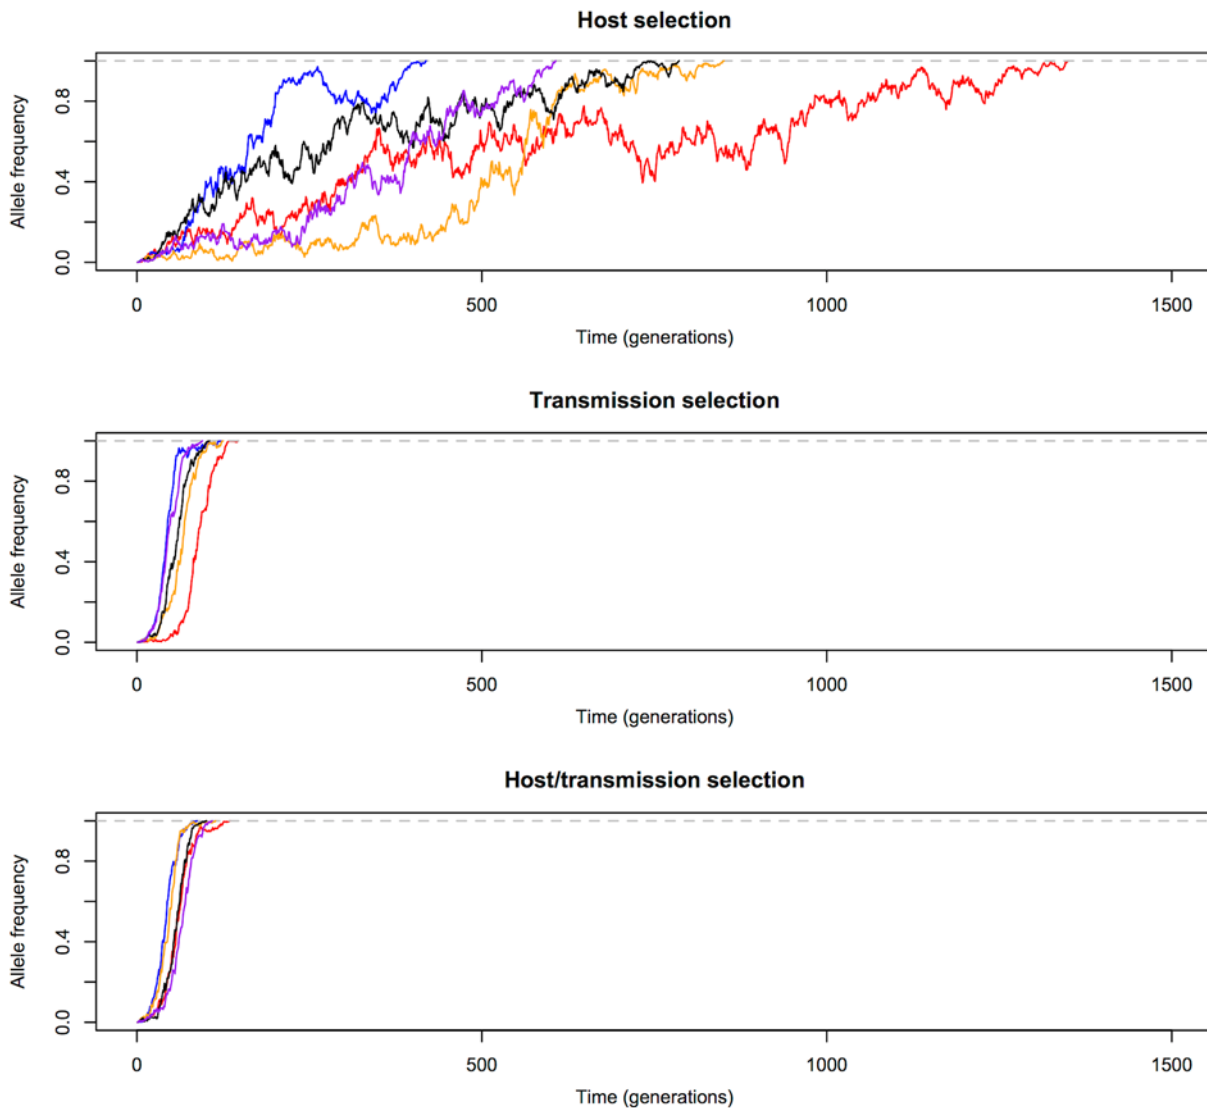 Host selection
Allele frequency
0.0 0.4 0.8
0 500 1000 1500
Time (generations)
Transmission selection
Allele frequency
0.0 0.4 0.8
0 500 1000 1500
Time (generations)
Host/transmission selection
Allele frequency
0.0 0.4 0.8
0 500 1000 1500
Time (generations)